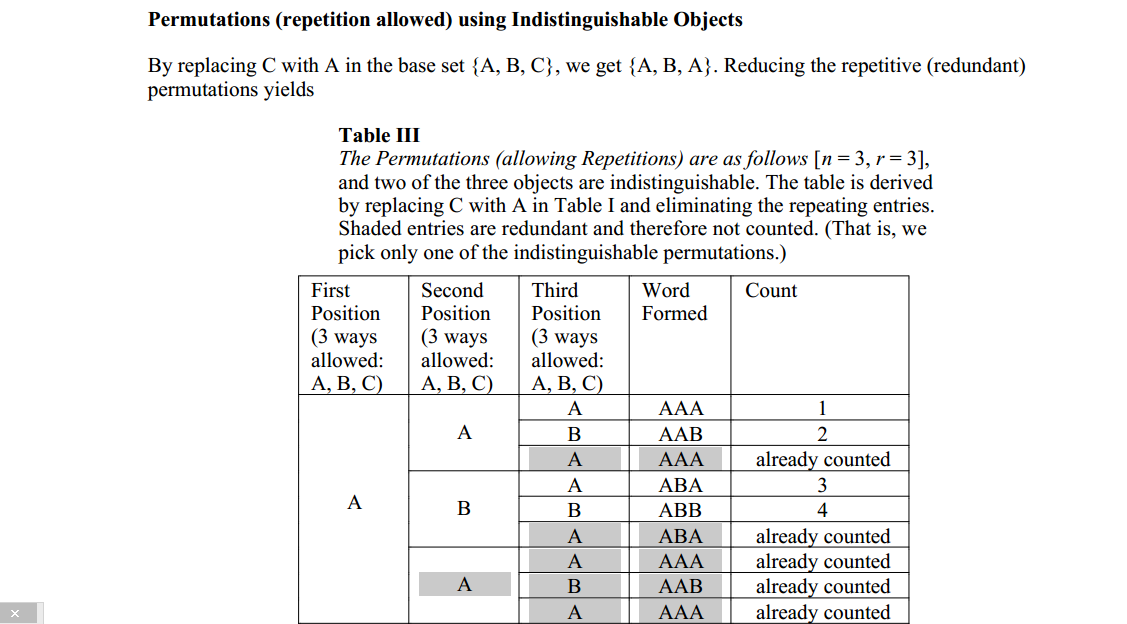 Permutations (repetition allowed) using Indistinguishable Objects
By replacing C with A in the base set {A, B, C}, we get {A, B, A}. Reducing the repetitive (redundant)
permutations yields
Table III
The Permutations (allowing Repetitions) are as follows [n = 3, r = 3],
and two of the three objects are indistinguishable. The table is derived
by replacing C with A in Table I and eliminating the repeating entries.
Shaded entries are redundant and therefore not counted. (That is, we
pick only one of the indistinguishable permutations.)
First Second Third Word Count
Position Position Position Formed
(3 ways (3 ways (3 ways
allowed: allowed: allowed:
A, B, C) A, B, C) A, B, C)
A AAA 1
A B AAB 2
A AAA already counted
A ABA 3
A B B ABB 4
A ABA already counted
A AAA already counted
A B AAB already counted
A AAA already counted
×